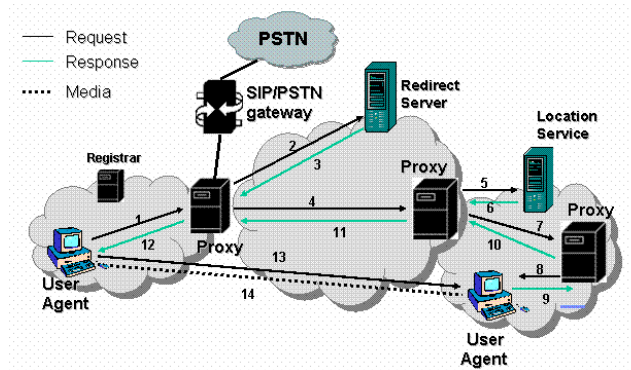 PSTN
Request
Response
Media
SIP/PSTN
gateway
Redirect
Server
Location
Service
Registrar
Proxy
2
3
5
6
Proxy
1
4
7
12
Proxy
11
10
13
8
User
Agent
14
9
User
Agent